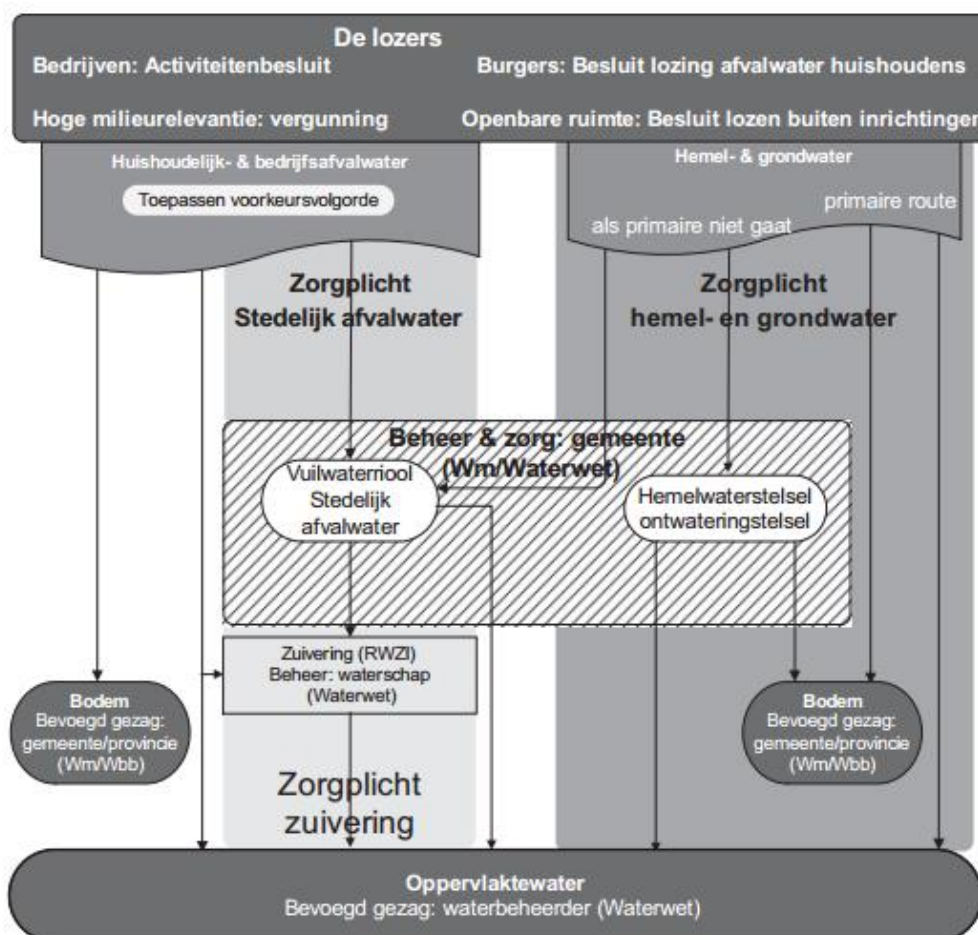 De lozers
Bedrijven: Activiteitenbesluit
Burgers: Besluit lozing afvalwater huishoudens
Hoge milieurelevantie: vergunning
Openbare ruimte: Besluit lozen buiten inrichtingen
Huishoudelijk- & bedrijfsafvalwater
Toepassen voorkeursvolgorde
Hemel- & grondwater
primaire route
als primaire niet gaat
Zorgplicht
Stedelijk afvalwater
Zorgplicht
hemel- en grondwater
Beheer & zorg: gemeente
(Wm/Waterwet)
Vuilwaterriool
Stedelijk
afvalwater
Hemelwaterstelsel
ontwateringstelsel
Zuivering (RWZI)
Beheer: waterschap
(Waterwet)
Bodem
Bevoegd gezag:
gemeente/provincie
(Wm/Wbb)
Bodem
Bevoegd gezag:
gemeente/provincie
(Wm/Wbb)
Zorgplicht
zuivering
Oppervlaktewater
Bevoegd gezag: waterbeheerder (Waterwet)